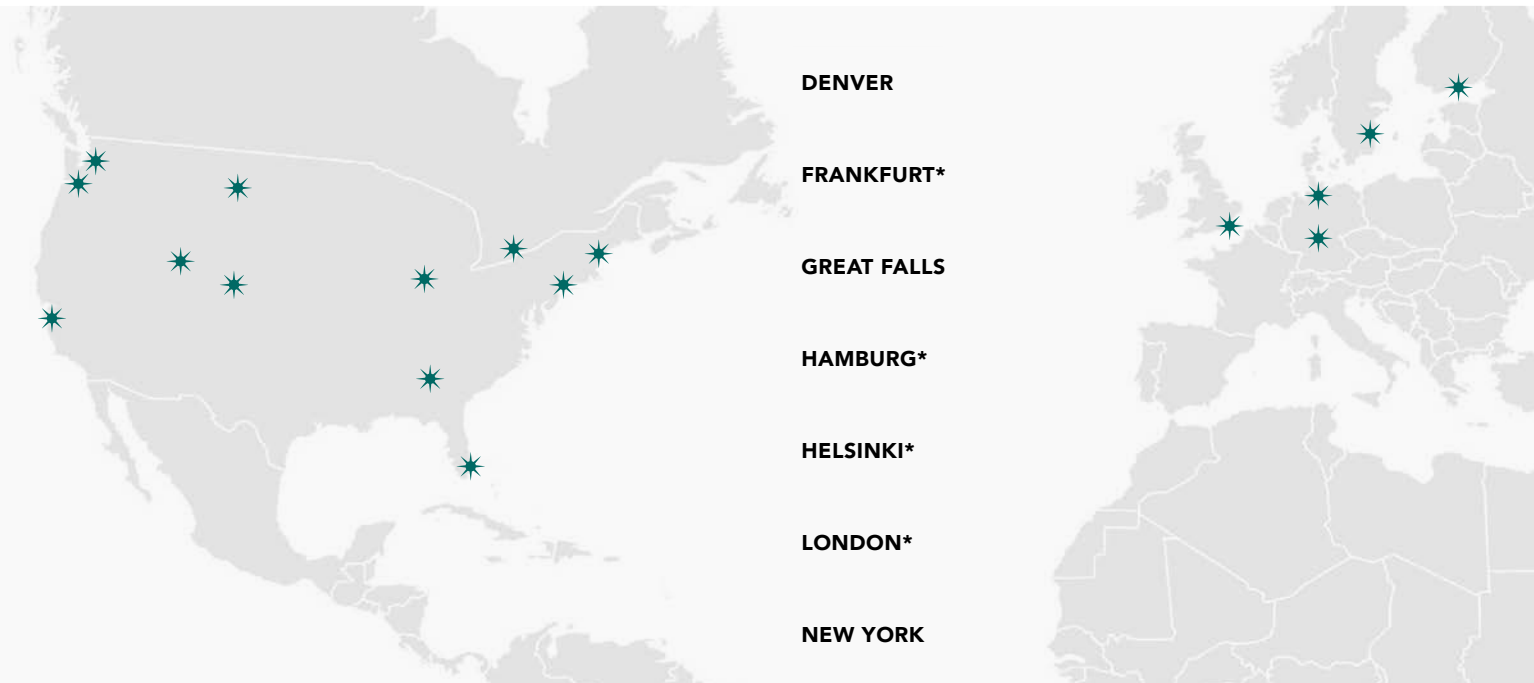 DENVER
FRANKFURT*
GREAT FALLS
HAMBURG*
HELSINKI*
LONDON*
NEW YORK